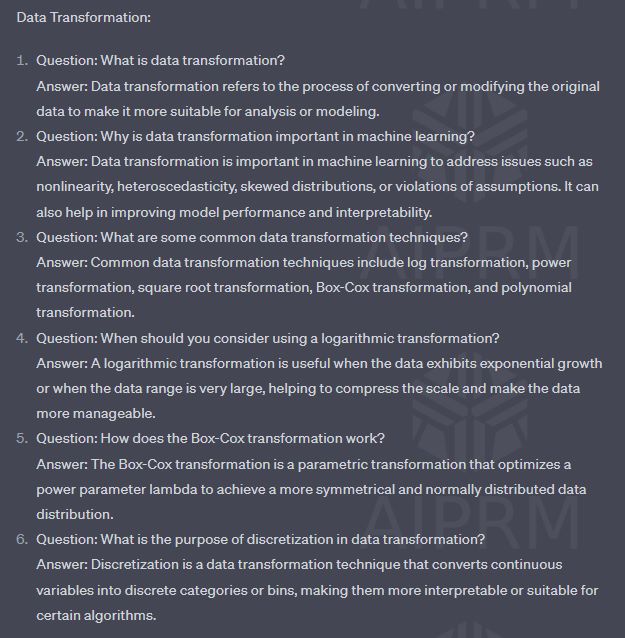 Data Transformation:
1. Question: What is data transformation?
Answer: Data transformation refers to the process of converting or modifying the original
data to make it more suitable for analysis or modeling.
2. Question: Why is data transformation important in machine learning?
Answer: Data transformation is important in machine learning to address issues such as
nonlinearity, heteroscedasticity, skewed distributions, or violations of assumptions. It can
also help in improving model performance and interpretability.
3. Question: What are some common data transformation techniques?
Answer: Common data transformation techniques include log transformation, power
transformation, square root transformation, Box-Cox transformation, and polynomial
transformation.
4. Question: When should you consider using a logarithmic transformation?
Answer: A logarithmic transformation is useful when the data exhibits exponential growth
or when the data range is very large, helping to compress the scale and make the data
more manageable.
5. Question: How does the Box-Cox transformation work?
Answer: The Box-Cox transformation is a parametric transformation that optimizes a
power parameter lambda to achieve a more symmetrical and normally distributed data
distribution.
6. Question: What is the purpose of discretization in data transformation?
Answer: Discretization is a data transformation technique that converts continuous
variables into discrete categories or bins, making them more interpretable or suitable for
certain algorithms.
AIPRM
AIPRM
AIPRM